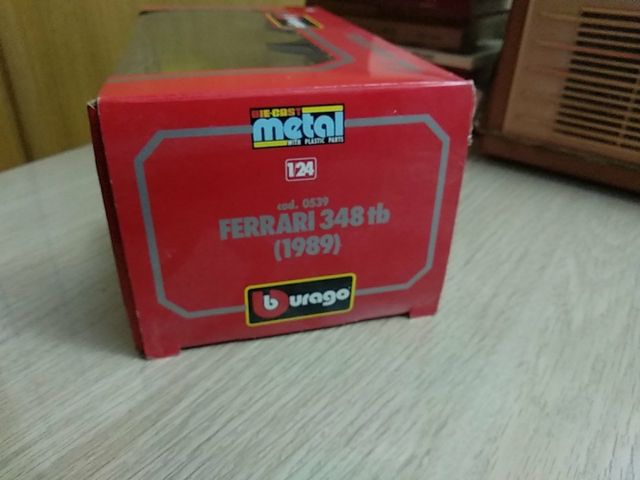 DIE-CAST
metal
WITH PLASTIC PARTS
1:24
cod. 0539
FERRARI 348 tb
(1989)
burago